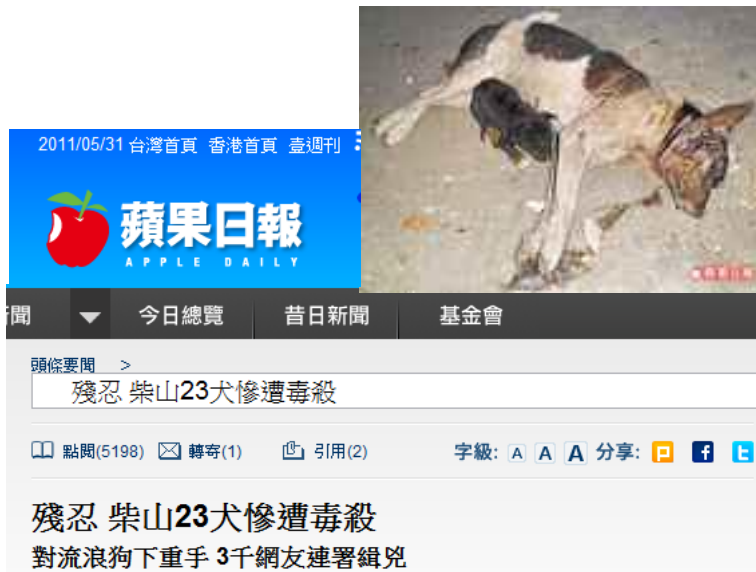 2011/05/31 台灣首頁 香港首頁 壹週刊
蘋果日報
APPLE DAILY
聞 今日總覽 昔日新聞 基金會
頭條要聞 >
殘忍 柴山23犬慘遭毒殺
點閱(5198) 轉寄(1) 引用(2) 字級: A A A 分享:
殘忍 柴山23犬慘遭毒殺
對流浪狗下重手 3千網友連署緝兇